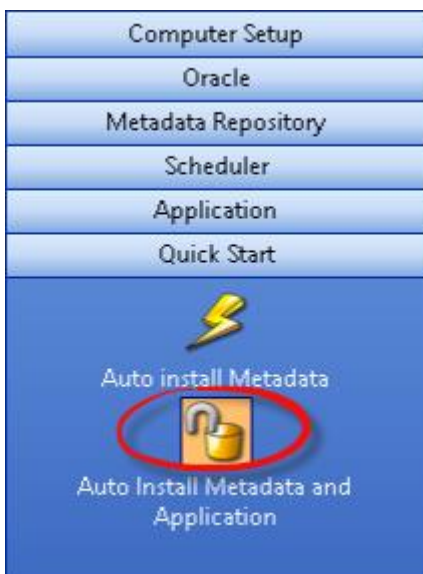 Computer Setup
Oracle
Metadata Repository
Scheduler
Application
Quick Start
Auto install Metadata
Auto Install Metadata and
Application